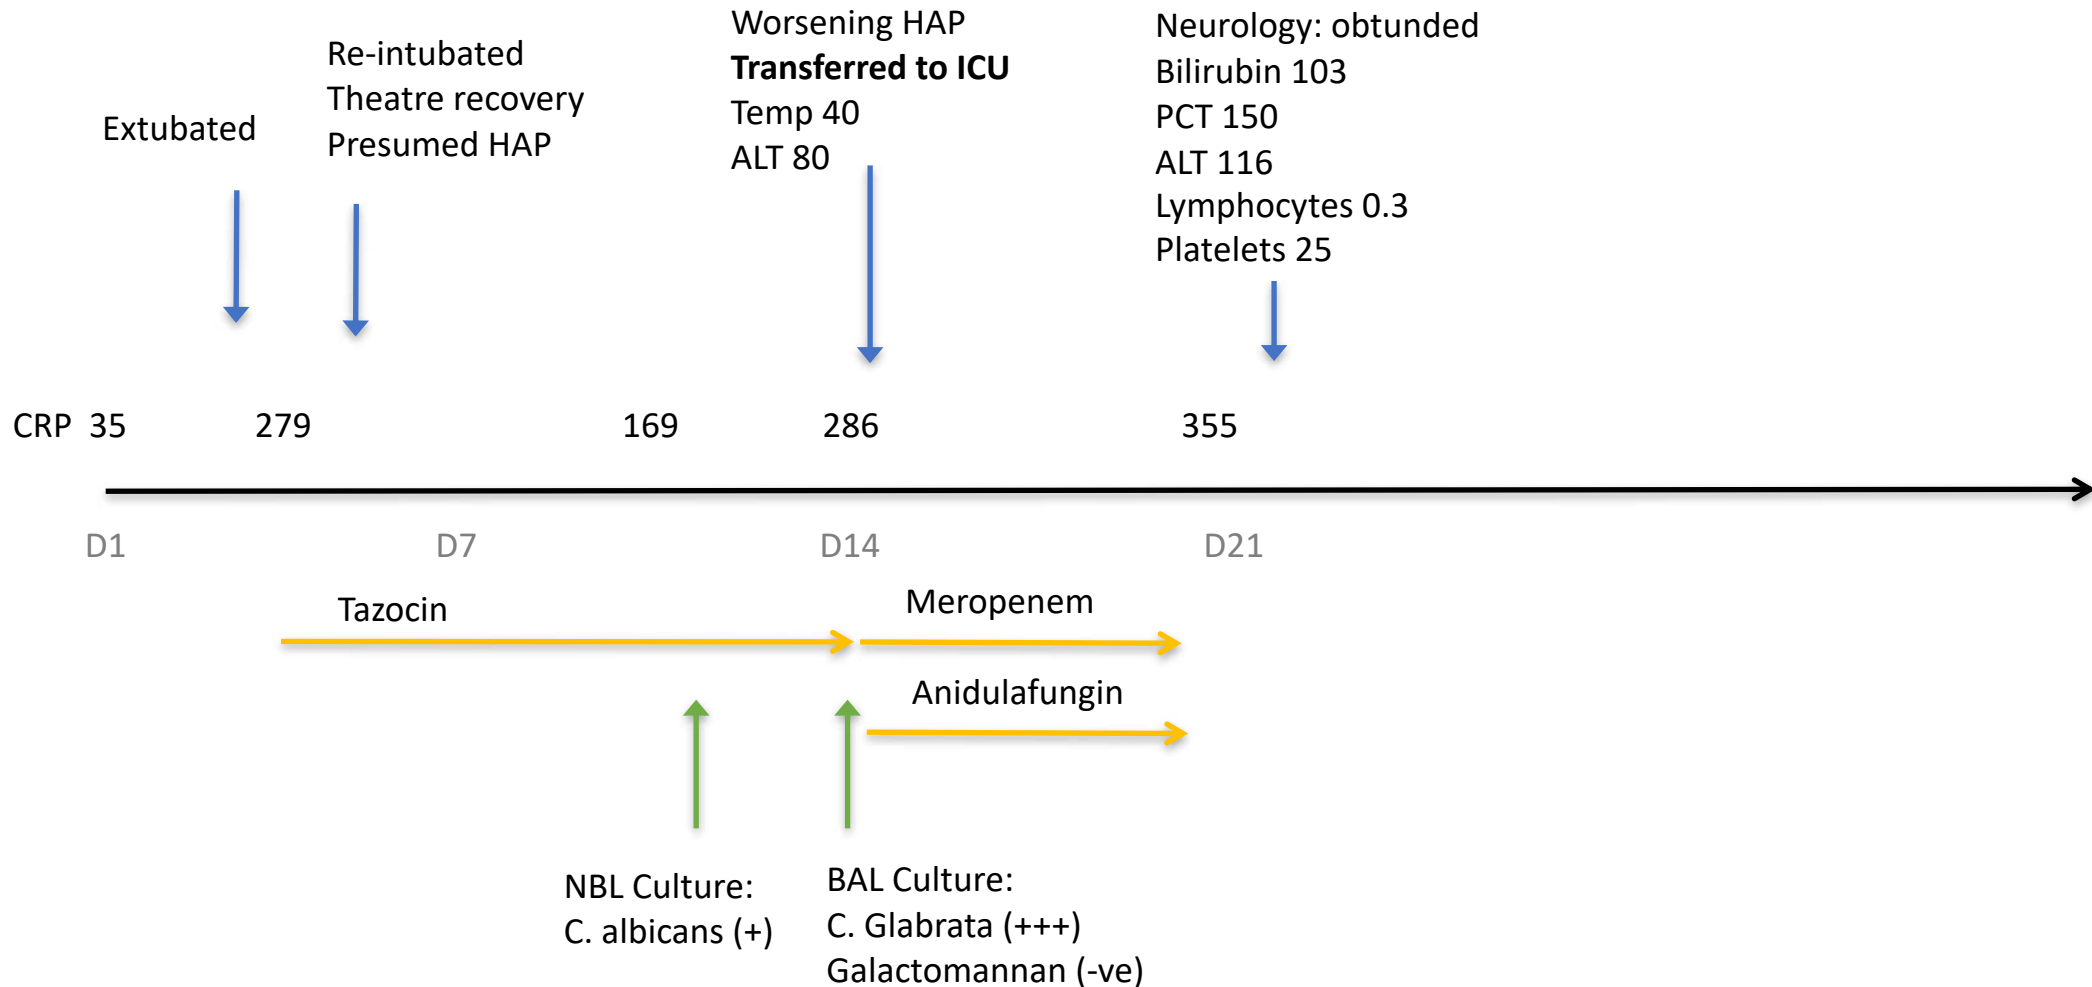 Extubated
Re-intubated
Theatre recovery
Presumed HAP
Worsening HAP
Transferred to ICU
Temp 40
ALT 80
Neurology: obtunded
Bilirubin 103
PCT 150
ALT 116
Lymphocytes 0.3
Platelets 25
CRP 35 279 169 286 355
D1 D7 D14 D21
Tazocin
Meropenem
Anidulafungin
NBL Culture:
C. albicans (+)
BAL Culture:
C. Glabrata (+++)
Galactomannan (-ve)